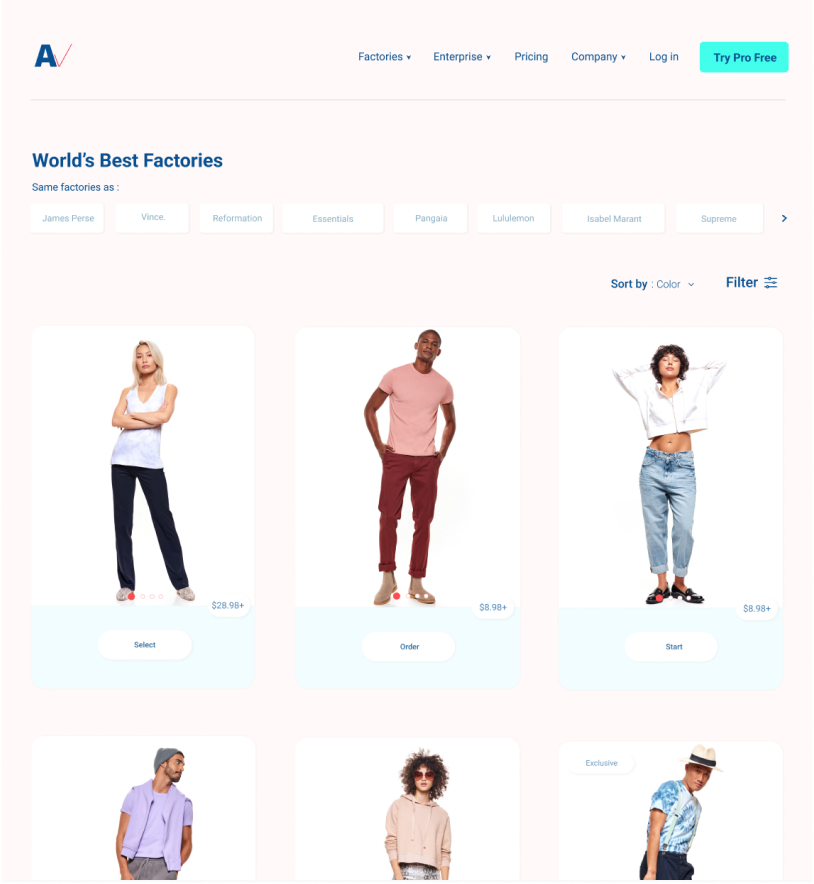 AV
Factories ▾ Enterprise ▾ Pricing Company ▾ Log in Try Pro Free
World's Best Factories
Same factories as :
James Perse Vince. Reformation Essentials Pangaia Lululemon Isabel Marant Supreme
Sort by : Color Filter
$28.98+ $8.98+ $8.98+
Select Order Start
Exclusive